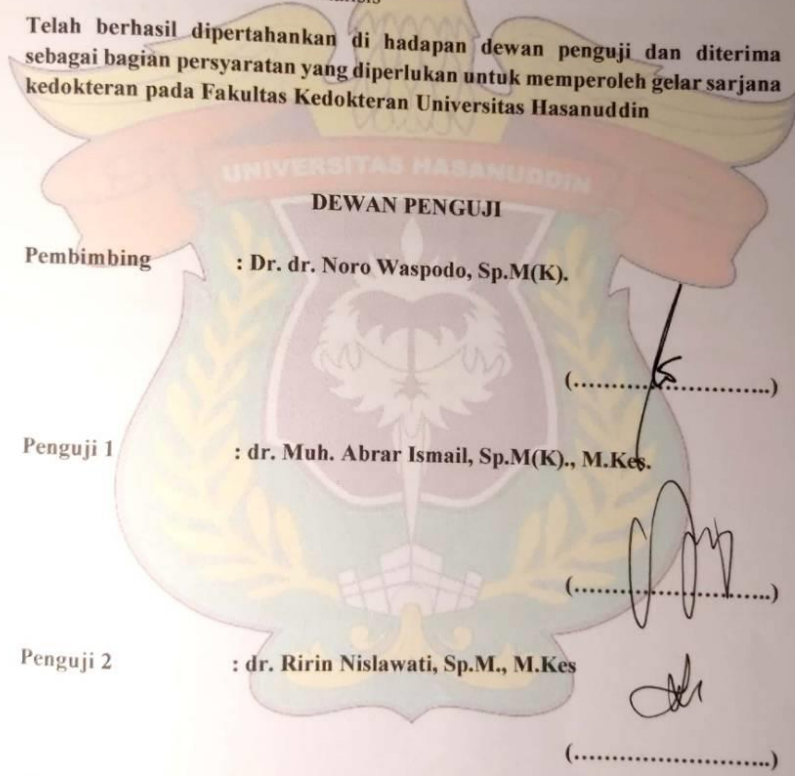 Telah berhasil dipertahankan di hadapan dewan penguji dan diterima
sebagai bagian persyaratan yang diperlukan untuk memperoleh gelar sarjana
kedokteran pada Fakultas Kedokteran Universitas Hasanuddin
UNIVERSITAS HASANUDDIN
DEWAN PENGUJI
Pembimbing : Dr. dr. Noro Waspodo, Sp.M(K).
(..........................)
Penguji 1 : dr. Muh. Abrar Ismail, Sp.M(K)., M.Kes.
(..........................)
Penguji 2 : dr. Ririn Nislawati, Sp.M., M.Kes
(..........................)